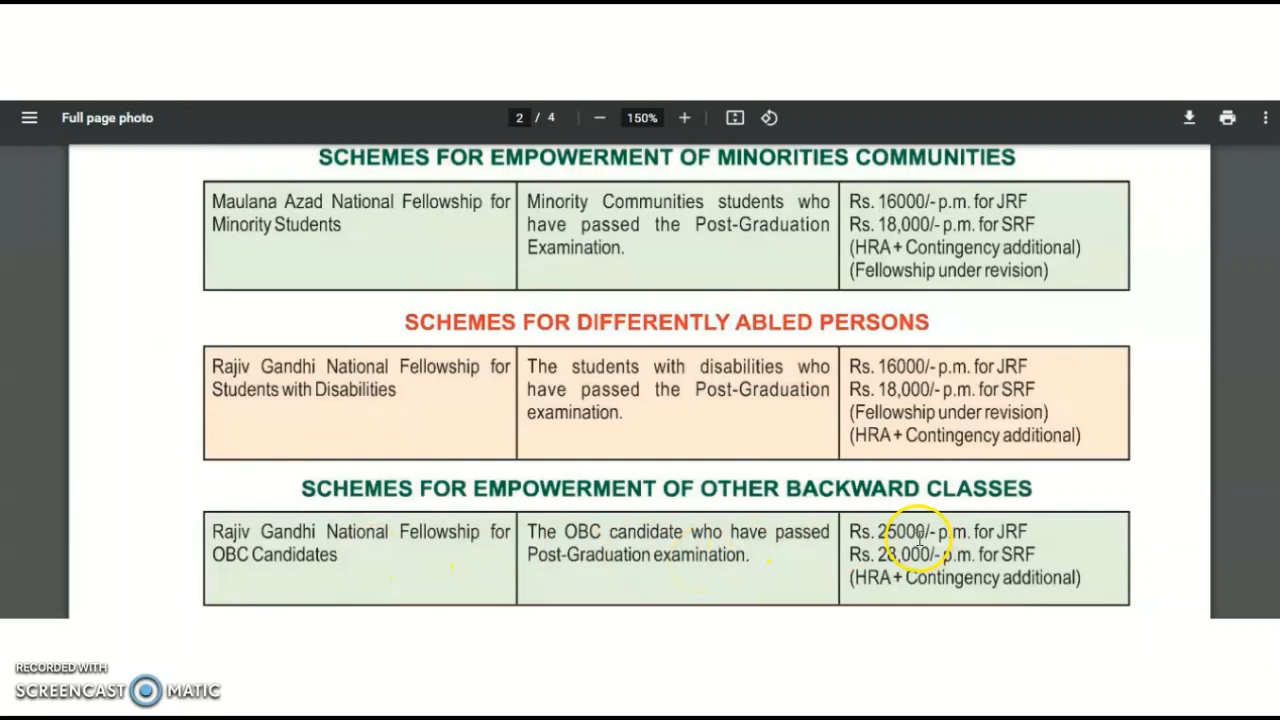 Full page photo
2 / 4
150%
SCHEMES FOR EMPOWERMENT OF MINORITIES COMMUNITIES
Maulana Azad National Fellowship for
Minority Students
Minority Communities students who
have passed the Post-Graduation
Examination.
Rs. 16000/- p.m. for JRF
Rs. 18,000/- p.m. for SRF
(HRA + Contingency additional)
(Fellowship under revision)
SCHEMES FOR DIFFERENTLY ABLED PERSONS
Rajiv Gandhi National Fellowship for
Students with Disabilities
The students with disabilities who
have passed the Post-Graduation
examination.
Rs. 16000/- p.m. for JRF
Rs. 18,000/- p.m. for SRF
(Fellowship under revision)
(HRA + Contingency additional)
SCHEMES FOR EMPOWERMENT OF OTHER BACKWARD CLASSES
Rajiv Gandhi National Fellowship for
OBC Candidates
The OBC candidate who have passed
Post-Graduation examination.
Rs. 25000/- p.m. for JRF
Rs. 28,000/- p.m. for SRF
(HRA + Contingency additional)
RECORDED WITH
SCREENCAST MATIC